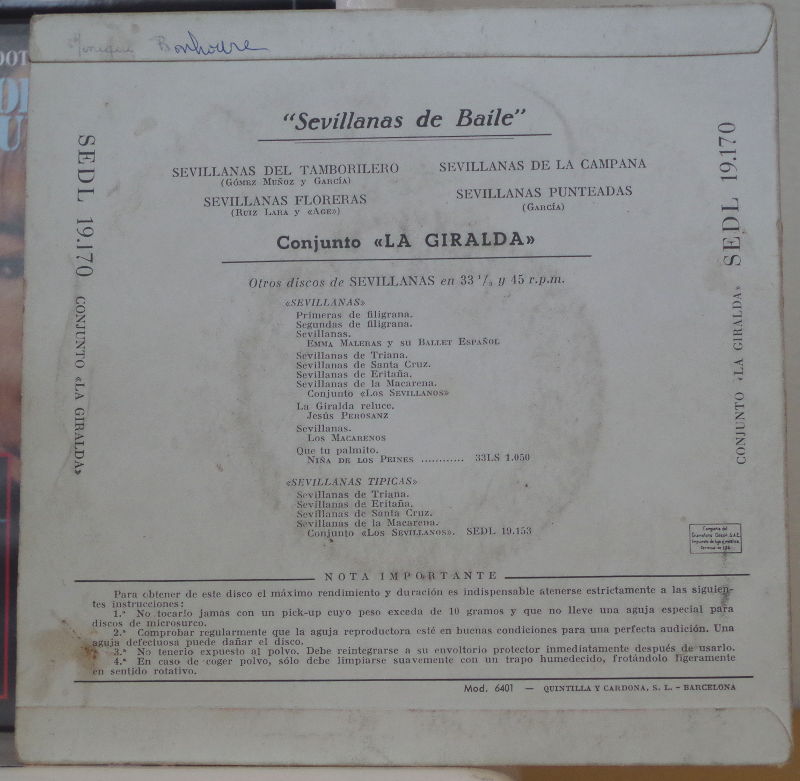 Bonhoure
"Sevillanas de Baile"
SEVILLANAS DEL TAMBORILERO
(Gómez Muñoz y García)
SEVILLANAS FLORERAS
(Ruiz Lara y «Age»)
SEVILLANAS DE LA CAMPANA
SEVILLANAS PUNTEADAS
(García)
Conjunto «LA GIRALDA»
Otros discos de SEVILLANAS en 33 1/3 y 45 r.p.m.
«SEVILLANAS»
Primeras de filigrana.
Segundas de filigrana.
Sevillanas.
Emma Maleras y su Ballet Español
Sevillanas de Triana.
Sevillanas de Santa Cruz.
Sevillanas de Eritaña.
Sevillanas de la Macarena.
Conjunto «Los Sevillanos»
La Giralda reluce.
Jesús Perosanz
Sevillanas.
Los Macarenos
Que tu palmito.
Niña de los Peines ............ 33LS 1.050
«SEVILLANAS TIPICAS»
Sevillanas de Triana.
Sevillanas de Eritaña.
Sevillanas de Santa Cruz.
Sevillanas de la Macarena.
Conjunto «Los Sevillanos». SEDL 19.153
SEDL 19.170 CONJUNTO «LA GIRALDA»
CONJUNTO «LA GIRALDA» SEDL 19.170
NOTA IMPORTANTE
Para obtener de este disco el máximo rendimiento y duración es indispensable atenerse estrictamente a las siguien-
tes instrucciones:
1.ª No tocarlo jamas con un pick-up cuyo peso exceda de 10 gramos y que no lleve una aguja especial para
discos de microsurco.
2.ª Comprobar regularmente que la aguja reproductora esté en buenas condiciones para una perfecta audición. Una
aguja defectuosa puede dañar el disco.
3.ª No tenerlo expuesto al polvo. Debe reintegrarse a su envoltorio protector inmediatamente después de usarlo.
4.ª En caso de coger polvo, sólo debe limpiarse suavemente con un trapo humedecido, frotándolo ligeramente
en sentido rotativo.
Mod. 6401 — QUINTILLA Y CARDONA, S. L. - BARCELONA